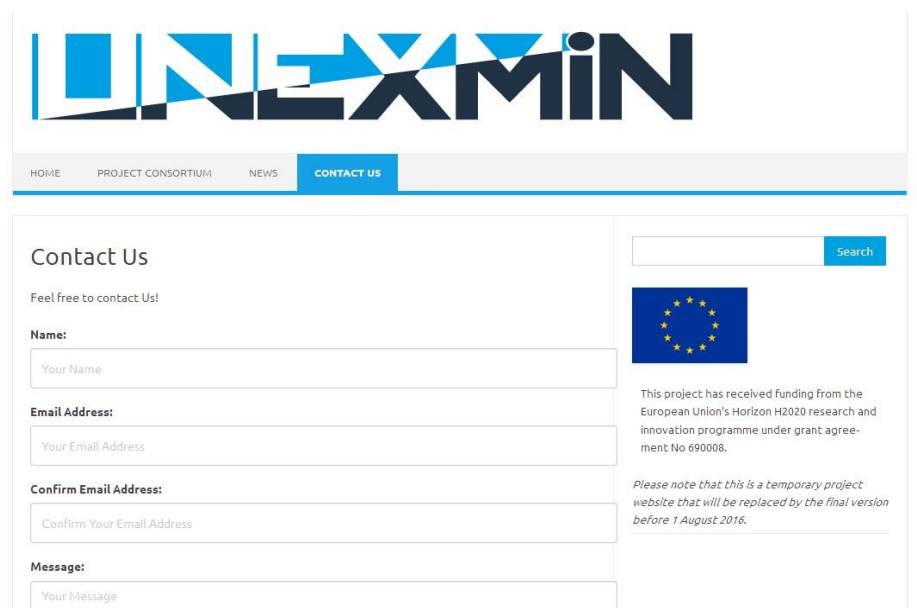 UNEXMiN
HOME PROJECT CONSORTIUM NEWS CONTACT US
Contact Us
Feel free to contact Us!
Name:
Your Name
Email Address:
Your Email Address
Confirm Email Address:
Confirm Your Email Address
Message:
Your Message
Search
This project has received funding from the
European Union's Horizon H2020 research and
innovation programme under grant agree-
ment No 690008.
Please note that this is a temporary project
website that will be replaced by the final version
before 1 August 2016.